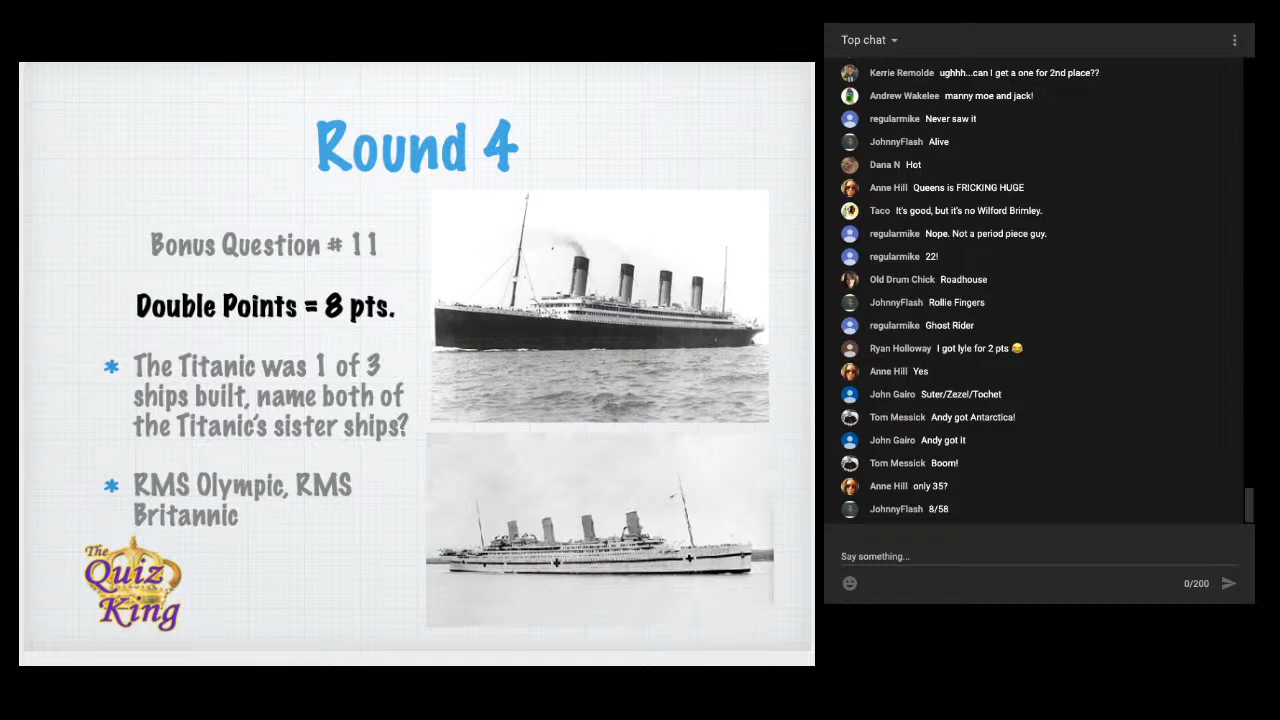 Round 4
Bonus Question # 11
Double Points = 8 pts.
* The Titanic was 1 of 3
ships built, name both of
the Titanic's sister ships?
* RMS Olympic, RMS
Britannic
The
Quiz
King
Top chat
Kerrie Remolde ughhh...can I get a one for 2nd place??
Andrew Wakelee manny moe and jack!
regularmike Never saw it
JohnnyFlash Alive
Dana N Hot
Anne Hill Queens is FRICKING HUGE
Taco It's good, but it's no Wilford Brimley.
regularmike Nope. Not a period piece guy.
regularmike 22!
Old Drum Chick Roadhouse
JohnnyFlash Rollie Fingers
regularmike Ghost Rider
Ryan Holloway I got lyle for 2 pts 😂
Anne Hill Yes
John Gairo Suter/Zezel/Tochet
Tom Messick Andy got Antarctica!
John Gairo Andy got it
Tom Messick Boom!
Anne Hill only 35?
JohnnyFlash 8/58
Say something...
0/200